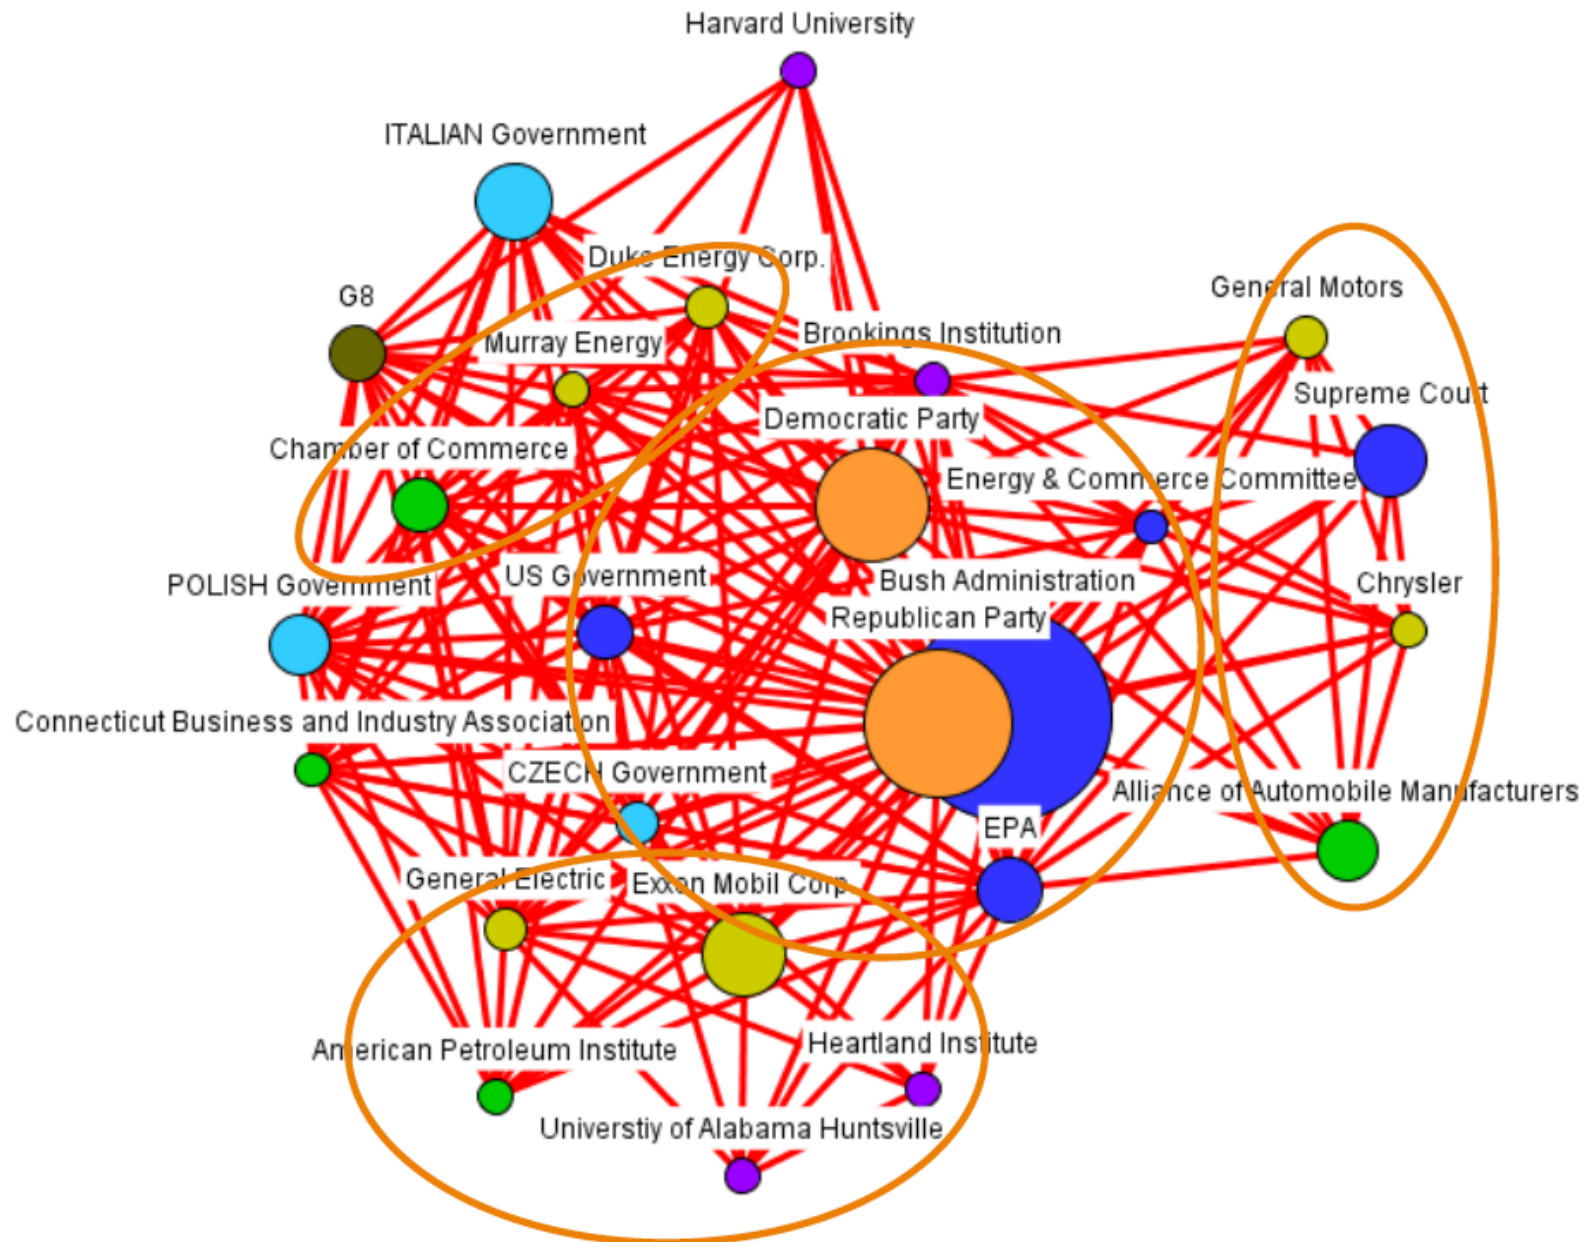 Harvard University
ITALIAN Government
Duke Energy Corp.
G8
General Motors
Brookings Institution
Murray Energy
Supreme Court
Democratic Party
Chamber of Commerce
Energy & Commerce Committee
US Government
Bush Administration
Chrysler
POLISH Government
Republican Party
Connecticut Business and Industry Association
CZECH Government
Alliance of Automobile Manufacturers
EPA
General Electric
Exxon Mobil Corp.
American Petroleum Institute
Heartland Institute
Universtiy of Alabama Huntsville